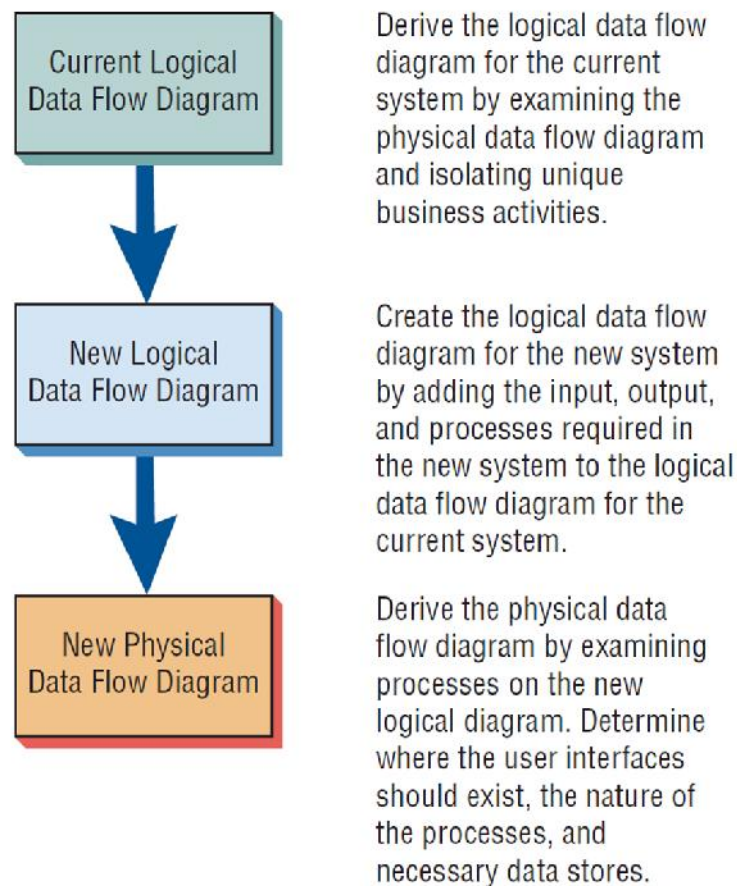 Current Logical
Data Flow Diagram
Derive the logical data flow
diagram for the current
system by examining the
physical data flow diagram
and isolating unique
business activities.
New Logical
Data Flow Diagram
Create the logical data flow
diagram for the new system
by adding the input, output,
and processes required in
the new system to the logical
data flow diagram for the
current system.
New Physical
Data Flow Diagram
Derive the physical data
flow diagram by examining
processes on the new
logical diagram. Determine
where the user interfaces
should exist, the nature of
the processes, and
necessary data stores.